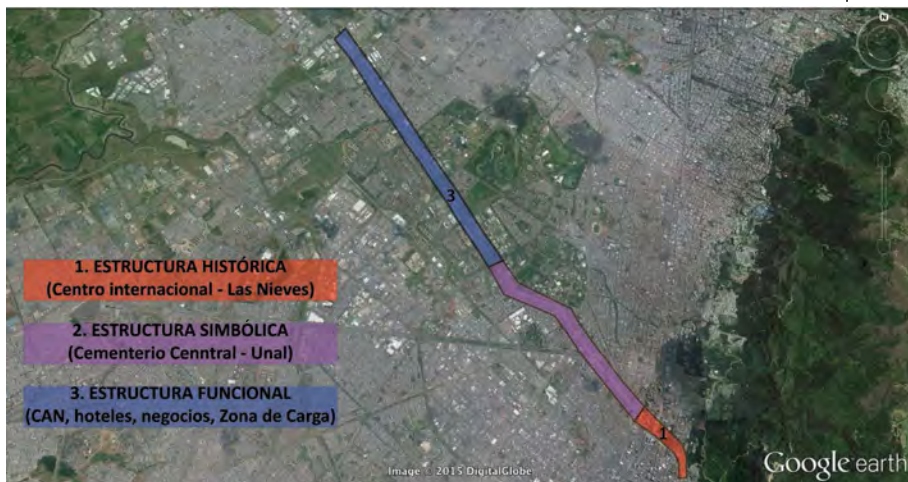 N
3
1. ESTRUCTURA HISTÓRICA
(Centro internacional - Las Nieves)
2. ESTRUCTURA SIMBÓLICA
(Cementerio Cenntral - Unal)
3. ESTRUCTURA FUNCIONAL
(CAN, hoteles, negocios, Zona de Carga)
1
Image © 2015 DigitalGlobe
Google earth